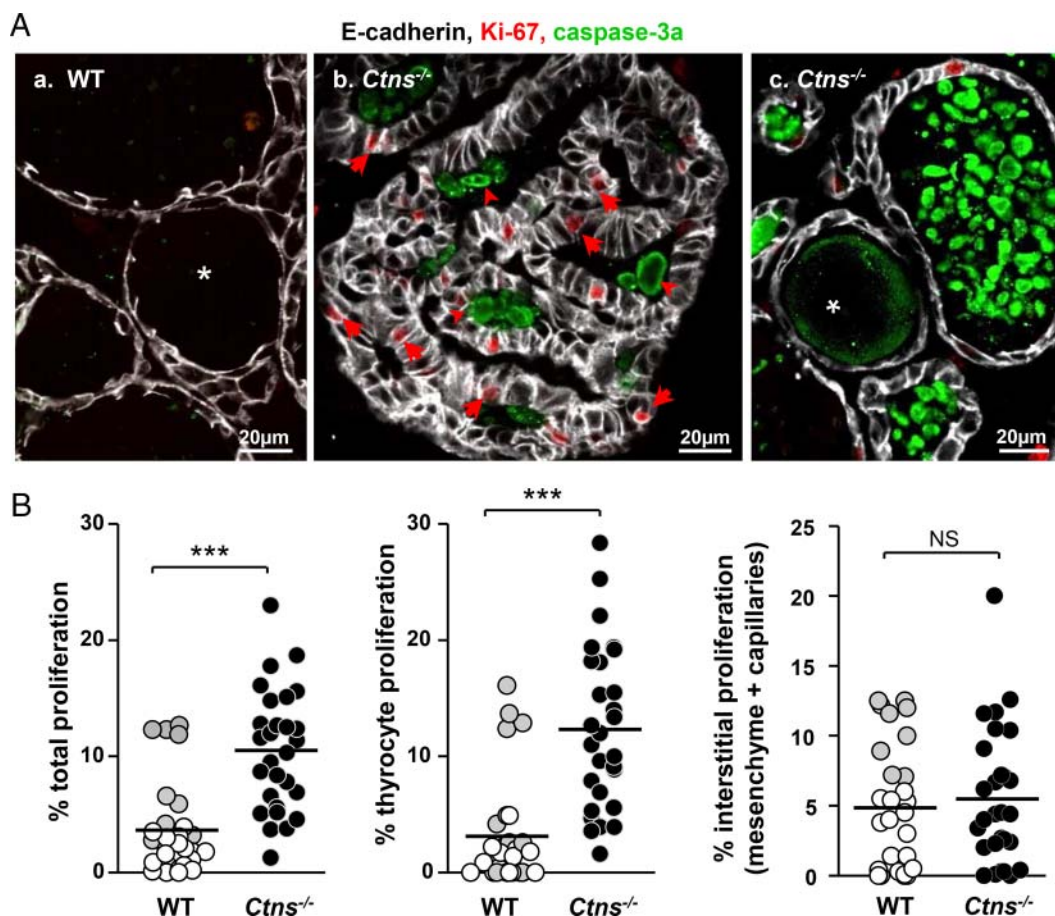 A
E-cadherin, Ki-67, caspase-3a
a. WT
b. Ctns-/-
c. Ctns-/-
*
*
20µm
20µm
20µm
B
% total proliferation
30
20
10
0
***
WT
Ctns-/-
% thyrocyte proliferation
30
20
10
0
***
WT
Ctns-/-
% interstitial proliferation
(mesenchyme + capillaries)
25
20
15
10
5
0
NS
WT
Ctns-/-